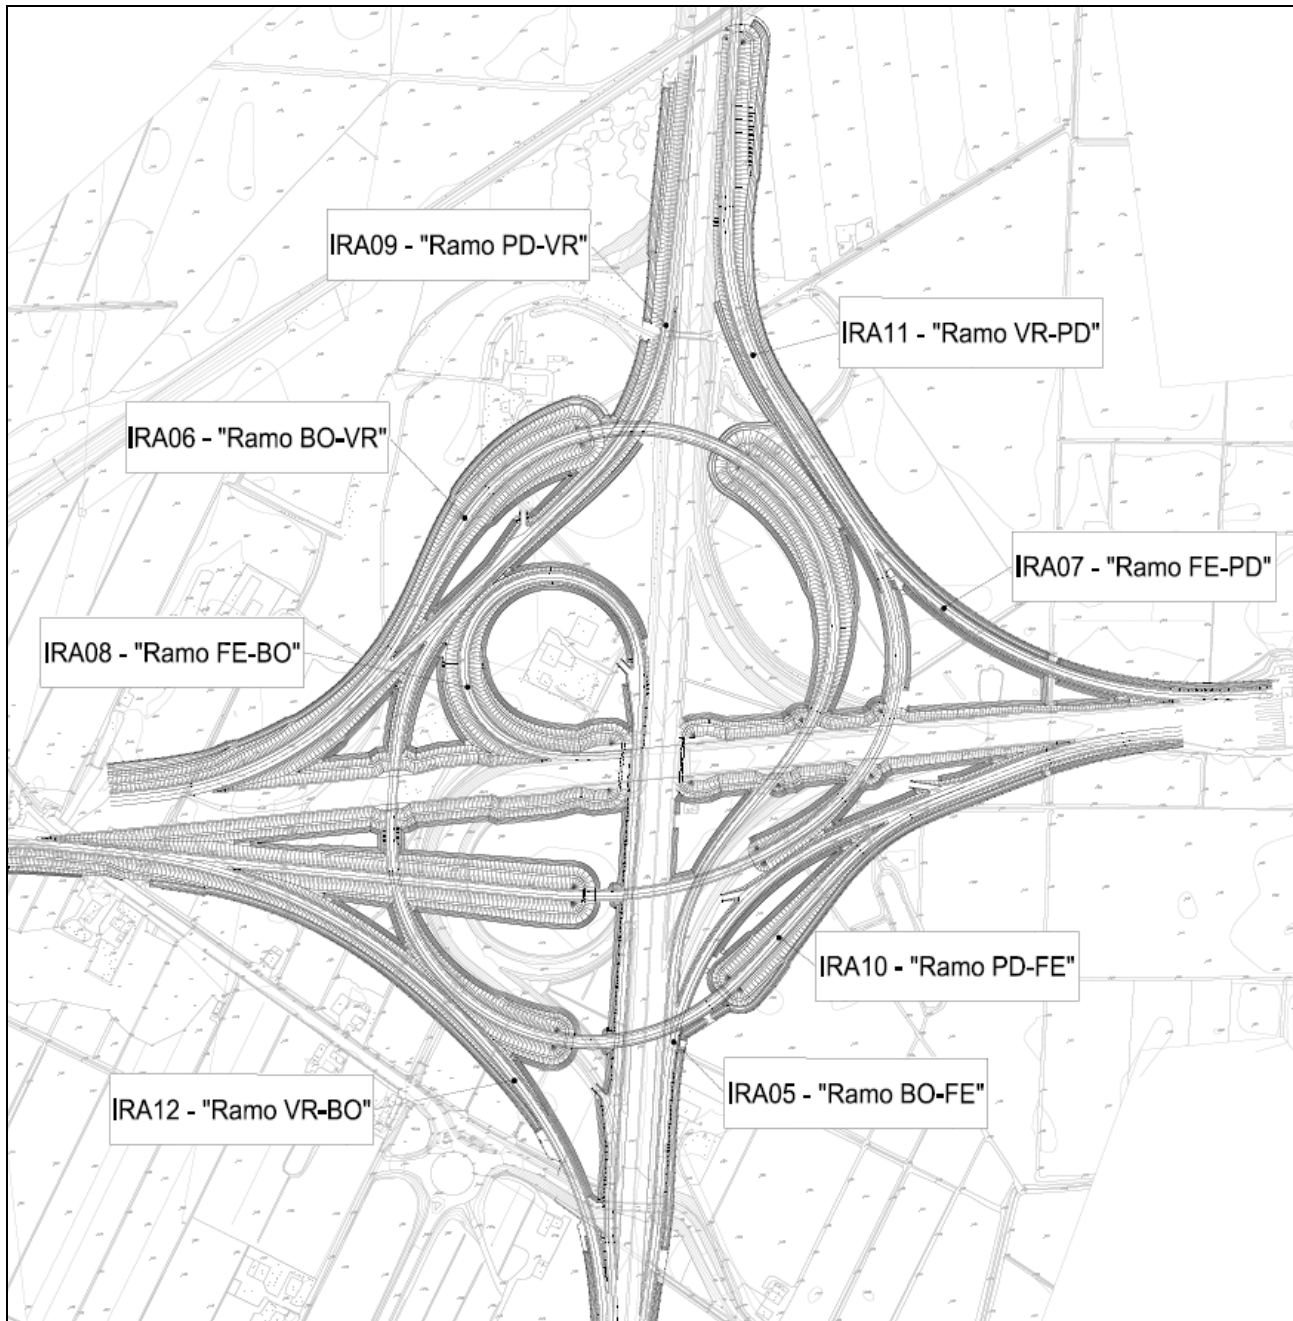 IRA09 - "Ramo PD-VR"
IRA11 - "Ramo VR-PD"
IRA06 - "Ramo BO-VR"
IRA07 - "Ramo FE-PD"
IRA08 - "Ramo FE-BO"
IRA10 - "Ramo PD-FE"
IRA05 - "Ramo BO-FE"
IRA12 - "Ramo VR-BO"